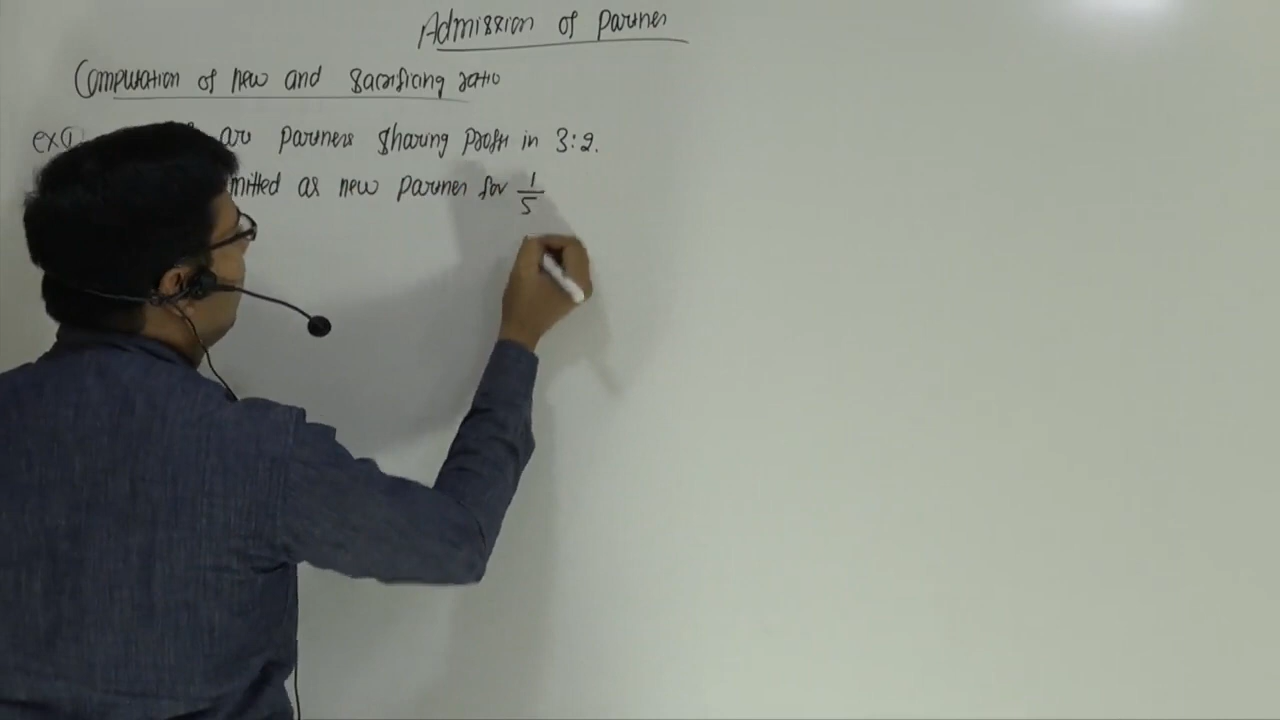 Admission of Partner
Computation of new and sacrificing ratio
ex① are partners sharing profit in 3:2.
mitted as new partner for 1/5